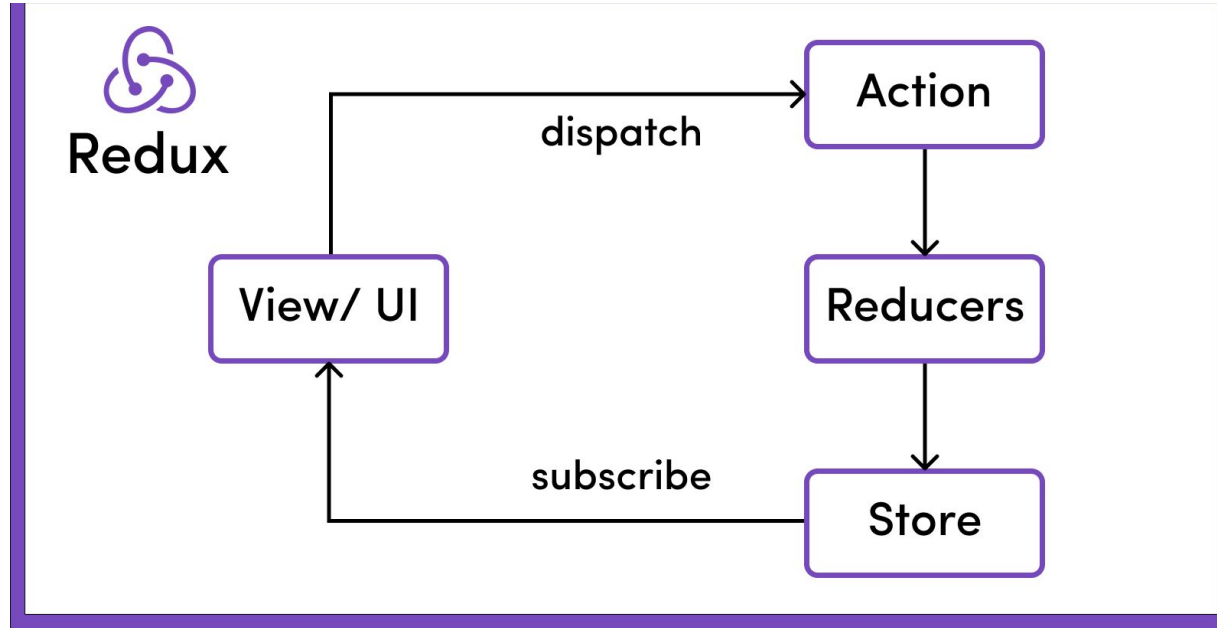 Redux
dispatch
Action
View/ UI
Reducers
subscribe
Store